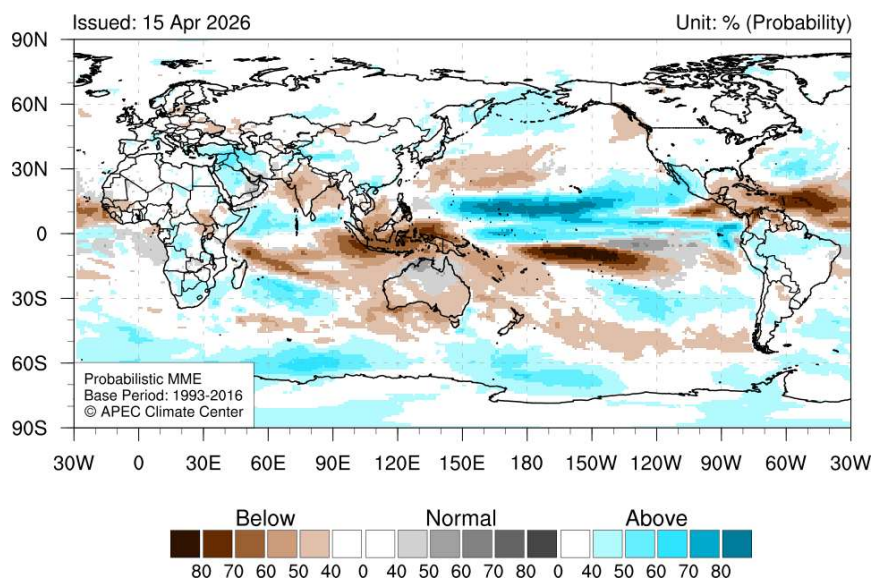 Issued: 15 Apr 2026 Unit: % (Probability)
90N
60N
30N
0
30S
60S
90S
Probabilistic MME
Base Period: 1993-2016
© APEC Climate Center
30W 0 30E 60E 90E 120E 150E 180 150W 120W 90W 60W 30W
Below Normal Above
80 70 60 50 40 0 40 50 60 70 80 0 40 50 60 70 80